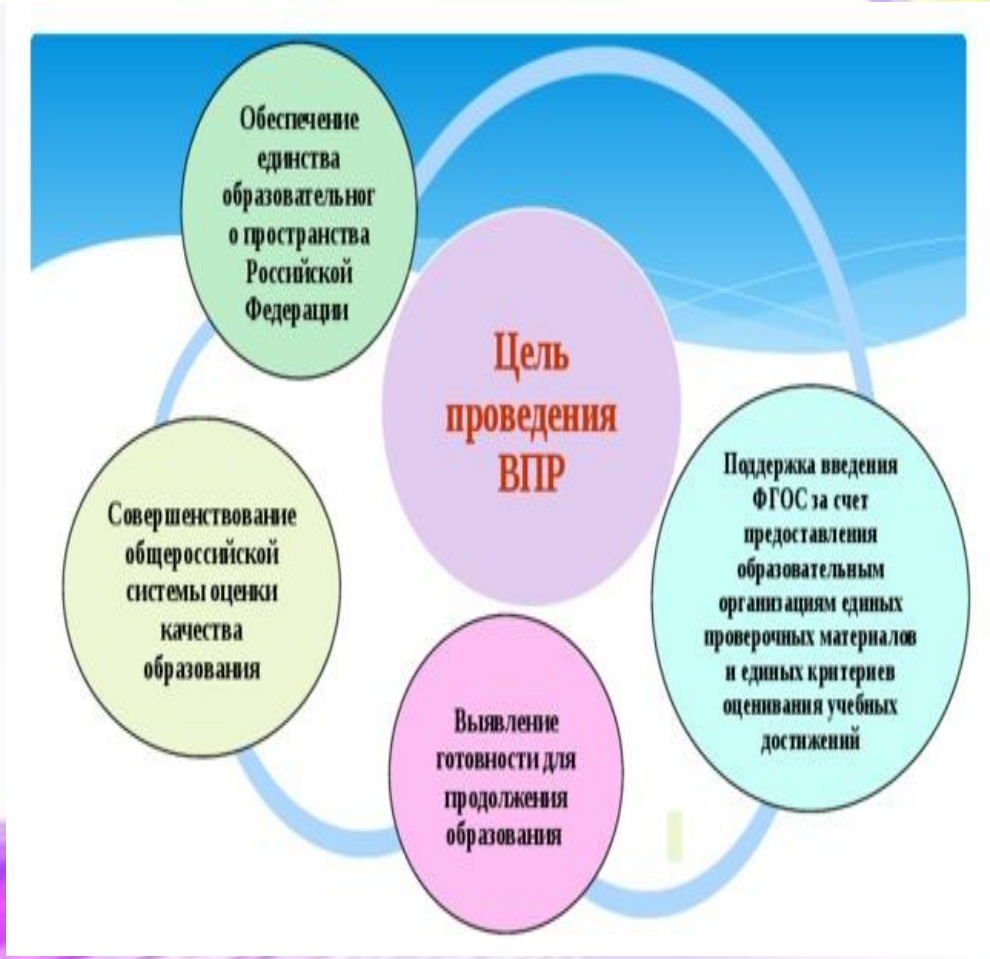 Обеспечение
единства
образовательног
о пространства
Российской
Федерации
Цель
проведения
ВПР
Поддержка введения
ФГОС за счет
предоставления
образовательным
организациям единых
проверочных материалов
и единых критериев
оценивания учебных
достижений
Совершенствование
общероссийской
системы оценки
качества
образования
Выявление
готовности для
продолжения
образования